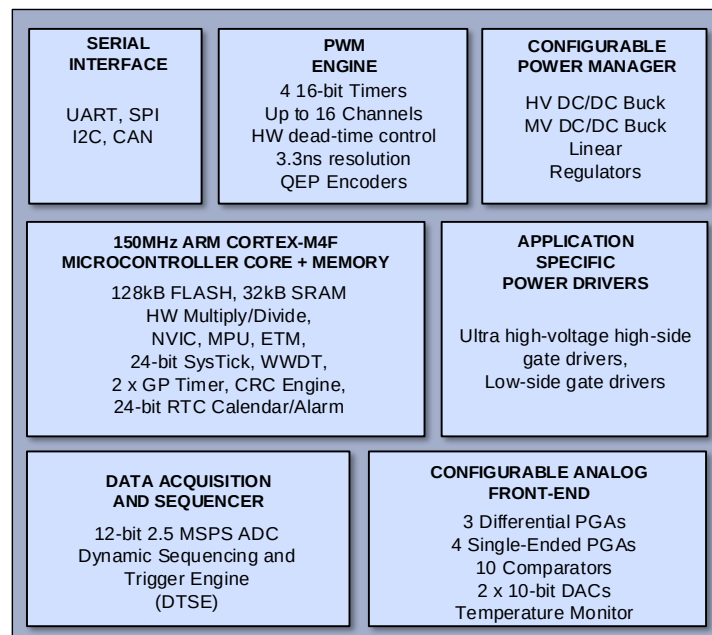 SERIAL
INTERFACE
UART, SPI
I2C, CAN
PWM
ENGINE
4 16-bit Timers
Up to 16 Channels
HW dead-time control
3.3ns resolution
QEP Encoders
CONFIGURABLE
POWER MANAGER
HV DC/DC Buck
MV DC/DC Buck
Linear
Regulators
150MHz ARM CORTEX-M4F
MICROCONTROLLER CORE + MEMORY
128kB FLASH, 32kB SRAM
HW Multiply/Divide,
NVIC, MPU, ETM,
24-bit SysTick, WWDT,
2 x GP Timer, CRC Engine,
24-bit RTC Calendar/Alarm
APPLICATION
SPECIFIC
POWER DRIVERS
Ultra high-voltage high-side
gate drivers,
Low-side gate drivers
DATA ACQUISITION
AND SEQUENCER
12-bit 2.5 MSPS ADC
Dynamic Sequencing and
Trigger Engine
(DTSE)
CONFIGURABLE ANALOG
FRONT-END
3 Differential PGAs
4 Single-Ended PGAs
10 Comparators
2 x 10-bit DACs
Temperature Monitor